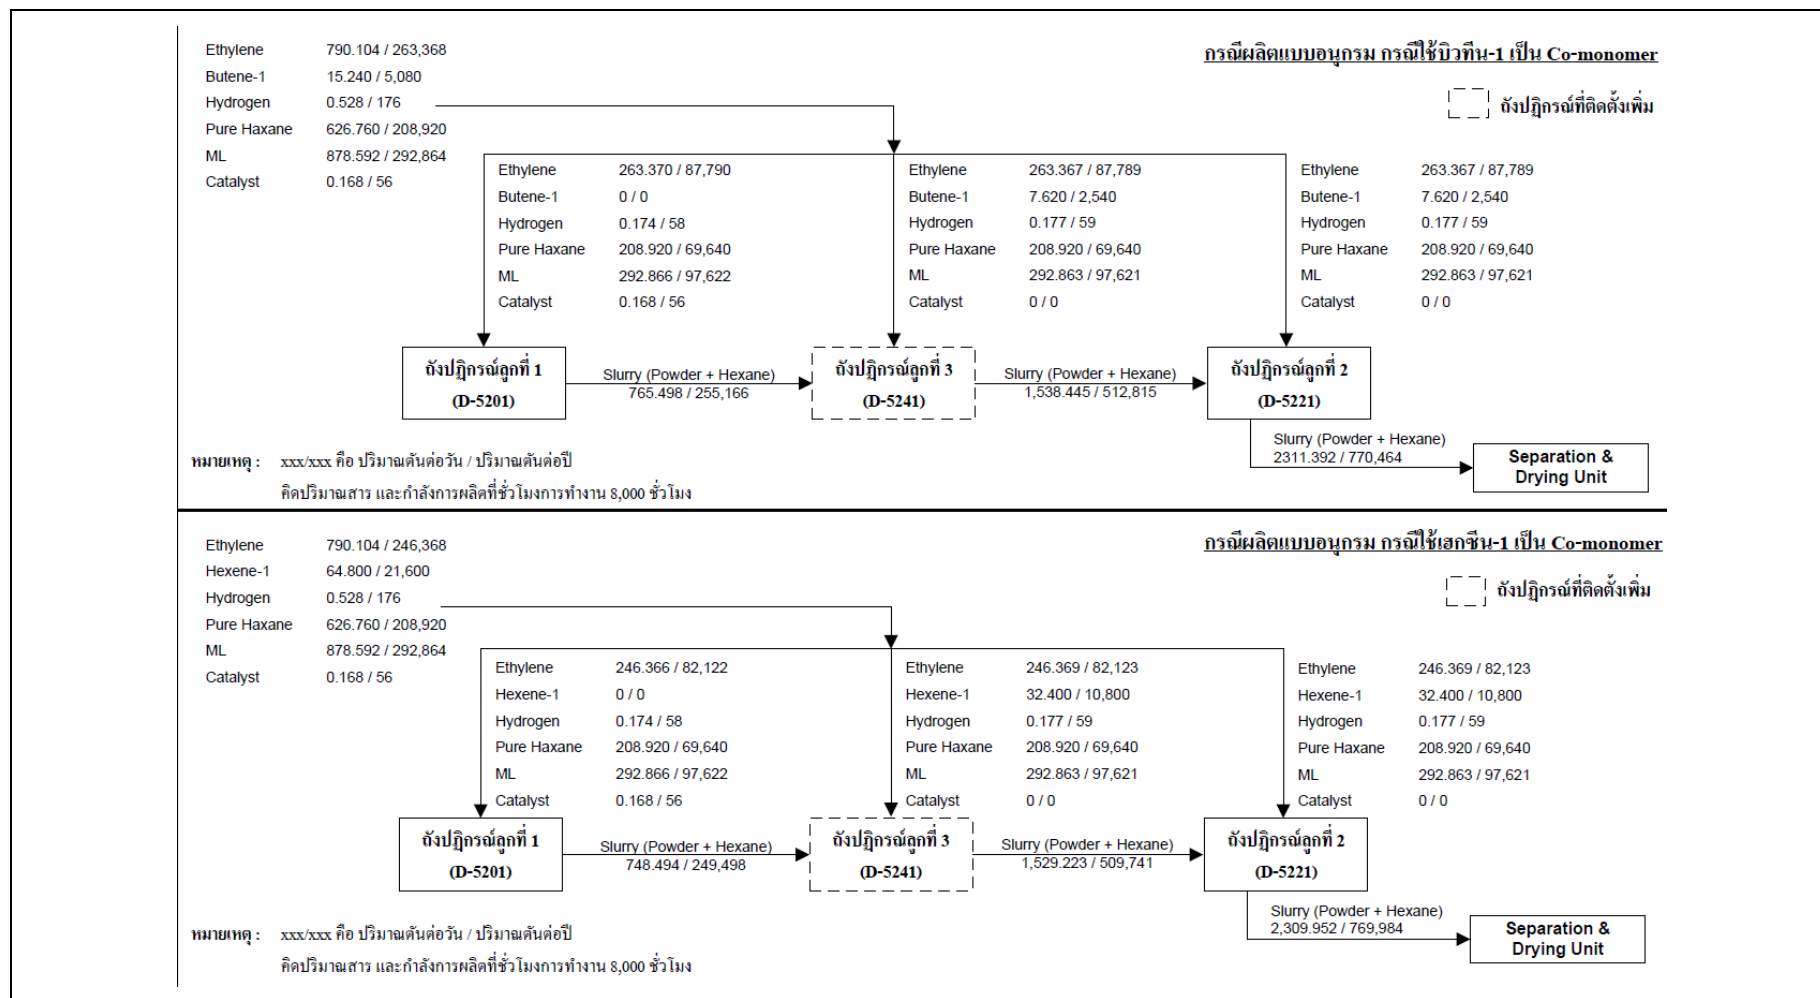 กรณีผลิตแบบอนุกรม กรณีใช้บิวทีน-1 เป็น Co-monomer
ถังปฏิกรณ์ที่ติดตั้งเพิ่ม
Ethylene 790.104 / 263,368
Butene-1 15.240 / 5,080
Hydrogen 0.528 / 176
Pure Haxane 626.760 / 208,920
ML 878.592 / 292,864
Catalyst 0.168 / 56
Ethylene 263.370 / 87,790
Butene-1 0 / 0
Hydrogen 0.174 / 58
Pure Haxane 208.920 / 69,640
ML 292.866 / 97,622
Catalyst 0.168 / 56
Ethylene 263.367 / 87,789
Butene-1 7.620 / 2,540
Hydrogen 0.177 / 59
Pure Haxane 208.920 / 69,640
ML 292.863 / 97,621
Catalyst 0 / 0
Ethylene 263.367 / 87,789
Butene-1 7.620 / 2,540
Hydrogen 0.177 / 59
Pure Haxane 208.920 / 69,640
ML 292.863 / 97,621
Catalyst 0 / 0
ถังปฏิกรณ์ลูกที่ 1
(D-5201)
Slurry (Powder + Hexane)
765.498 / 255,166
ถังปฏิกรณ์ลูกที่ 3
(D-5241)
Slurry (Powder + Hexane)
1,538.445 / 512,815
ถังปฏิกรณ์ลูกที่ 2
(D-5221)
Slurry (Powder + Hexane)
2311.392 / 770,464
Separation &
Drying Unit
หมายเหตุ : xxx/xxx คือ ปริมาณตันต่อวัน / ปริมาณตันต่อปี
คิดปริมาณสาร และกำลังการผลิตที่ชั่วโมงการทำงาน 8,000 ชั่วโมง
กรณีผลิตแบบอนุกรม กรณีใช้เฮกซีน-1 เป็น Co-monomer
ถังปฏิกรณ์ที่ติดตั้งเพิ่ม
Ethylene 790.104 / 246,368
Hexene-1 64.800 / 21,600
Hydrogen 0.528 / 176
Pure Haxane 626.760 / 208,920
ML 878.592 / 292,864
Catalyst 0.168 / 56
Ethylene 246.366 / 82,122
Hexene-1 0 / 0
Hydrogen 0.174 / 58
Pure Haxane 208.920 / 69,640
ML 292.866 / 97,622
Catalyst 0.168 / 56
Ethylene 246.369 / 82,123
Hexene-1 32.400 / 10,800
Hydrogen 0.177 / 59
Pure Haxane 208.920 / 69,640
ML 292.863 / 97,621
Catalyst 0 / 0
Ethylene 246.369 / 82,123
Hexene-1 32.400 / 10,800
Hydrogen 0.177 / 59
Pure Haxane 208.920 / 69,640
ML 292.863 / 97,621
Catalyst 0 / 0
ถังปฏิกรณ์ลูกที่ 1
(D-5201)
Slurry (Powder + Hexane)
748.494 / 249,498
ถังปฏิกรณ์ลูกที่ 3
(D-5241)
Slurry (Powder + Hexane)
1,529.223 / 509,741
ถังปฏิกรณ์ลูกที่ 2
(D-5221)
Slurry (Powder + Hexane)
2,309.952 / 769,984
Separation &
Drying Unit
หมายเหตุ : xxx/xxx คือ ปริมาณตันต่อวัน / ปริมาณตันต่อปี
คิดปริมาณสาร และกำลังการผลิตที่ชั่วโมงการทำงาน 8,000 ชั่วโมง